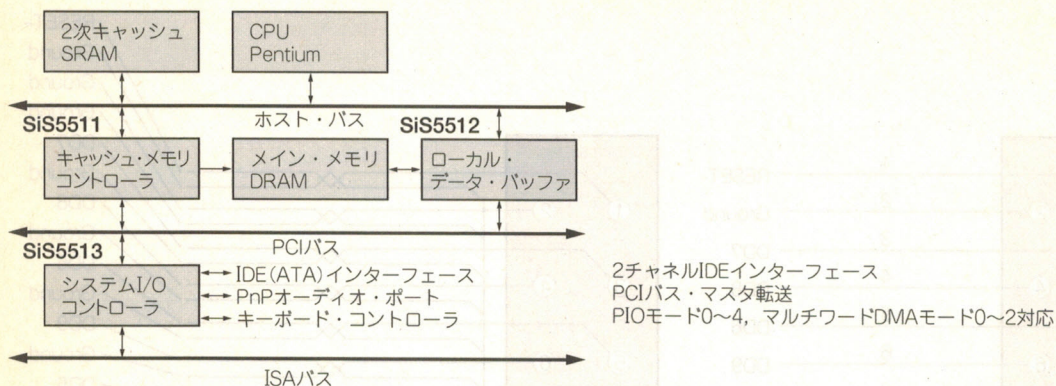 2次キャッシュ
SRAM
CPU
Pentium
ホスト・バス
SiS5511
SiS5512
キャッシュ・メモリ
コントローラ
メイン・メモリ
DRAM
ローカル・
データ・バッファ
PCIバス
SiS5513
システムI/O
コントローラ
IDE(ATA)インターフェース
PnPオーディオ・ポート
キーボード・コントローラ
ISAバス
2チャネルIDEインターフェース
PCIバス・マスタ転送
PIOモード0〜4，マルチワードDMAモード0〜2対応